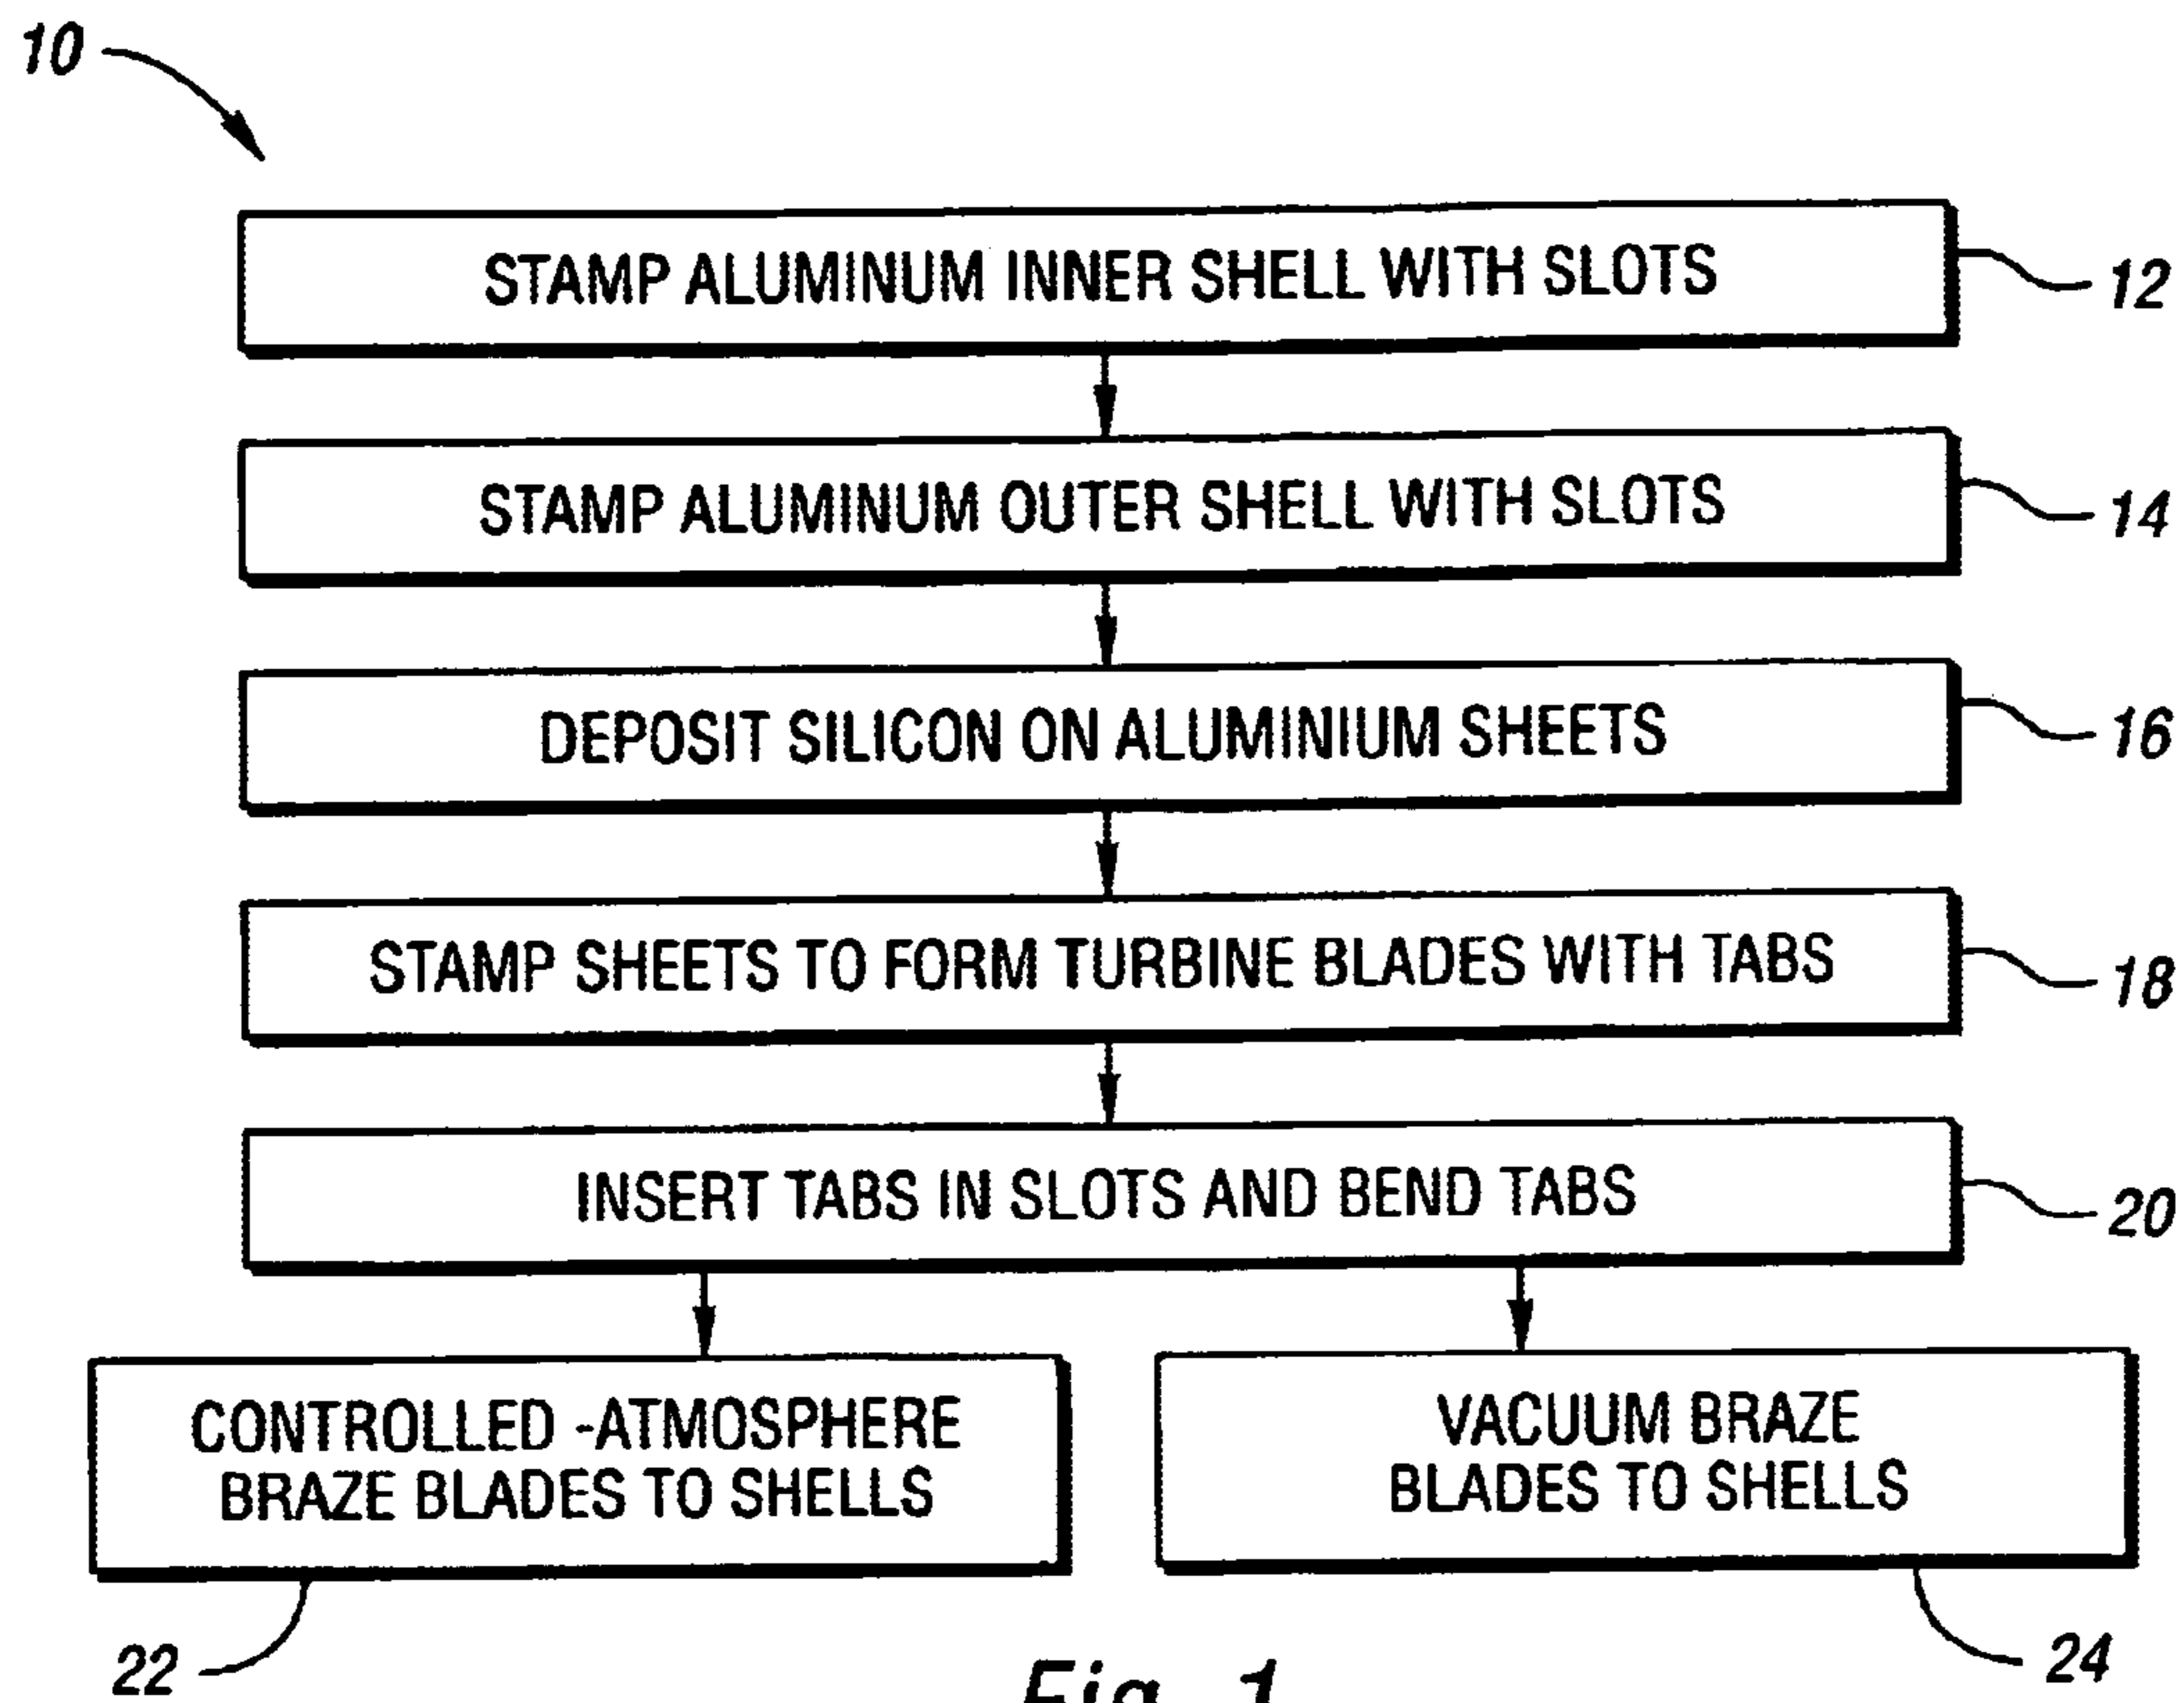 10
STAMP ALUMINUM INNER SHELL WITH SLOTS
12
STAMP ALUMINUM OUTER SHELL WITH SLOTS
14
DEPOSIT SILICON ON ALUMINIUM SHEETS
16
STAMP SHEETS TO FORM TURBINE BLADES WITH TABS
18
INSERT TABS IN SLOTS AND BEND TABS
20
CONTROLLED -ATMOSPHERE
BRAZE BLADES TO SHELLS
22
VACUUM BRAZE
BLADES TO SHELLS
24
Fig. 1